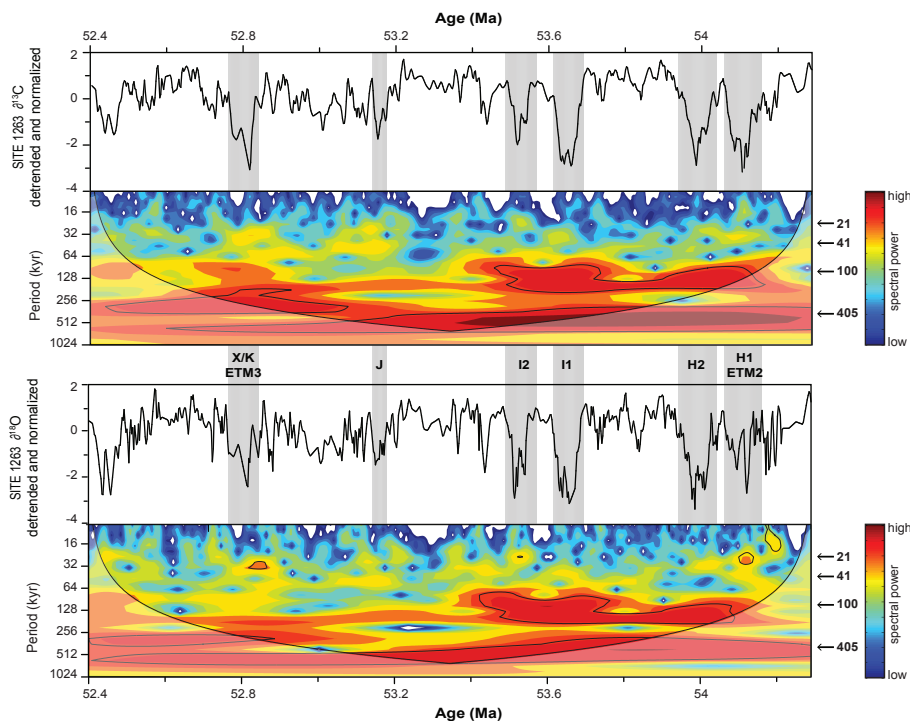 Age (Ma)
52.4 52.8 53.2 53.6 54
SITE 1263 ∂13C
detrended and normalized
2
0
-2
-4
Period (kyr)
16
32
64
128
256
512
1024
21
41
100
405
high
spectral power
low
X/K
ETM3
J
I2
I1
H2
H1
ETM2
SITE 1263 ∂18O
detrended and normalized
2
0
-2
-4
Period (kyr)
16
32
64
128
256
512
1024
21
41
100
405
high
spectral power
low
52.4 52.8 53.2 53.6 54
Age (Ma)